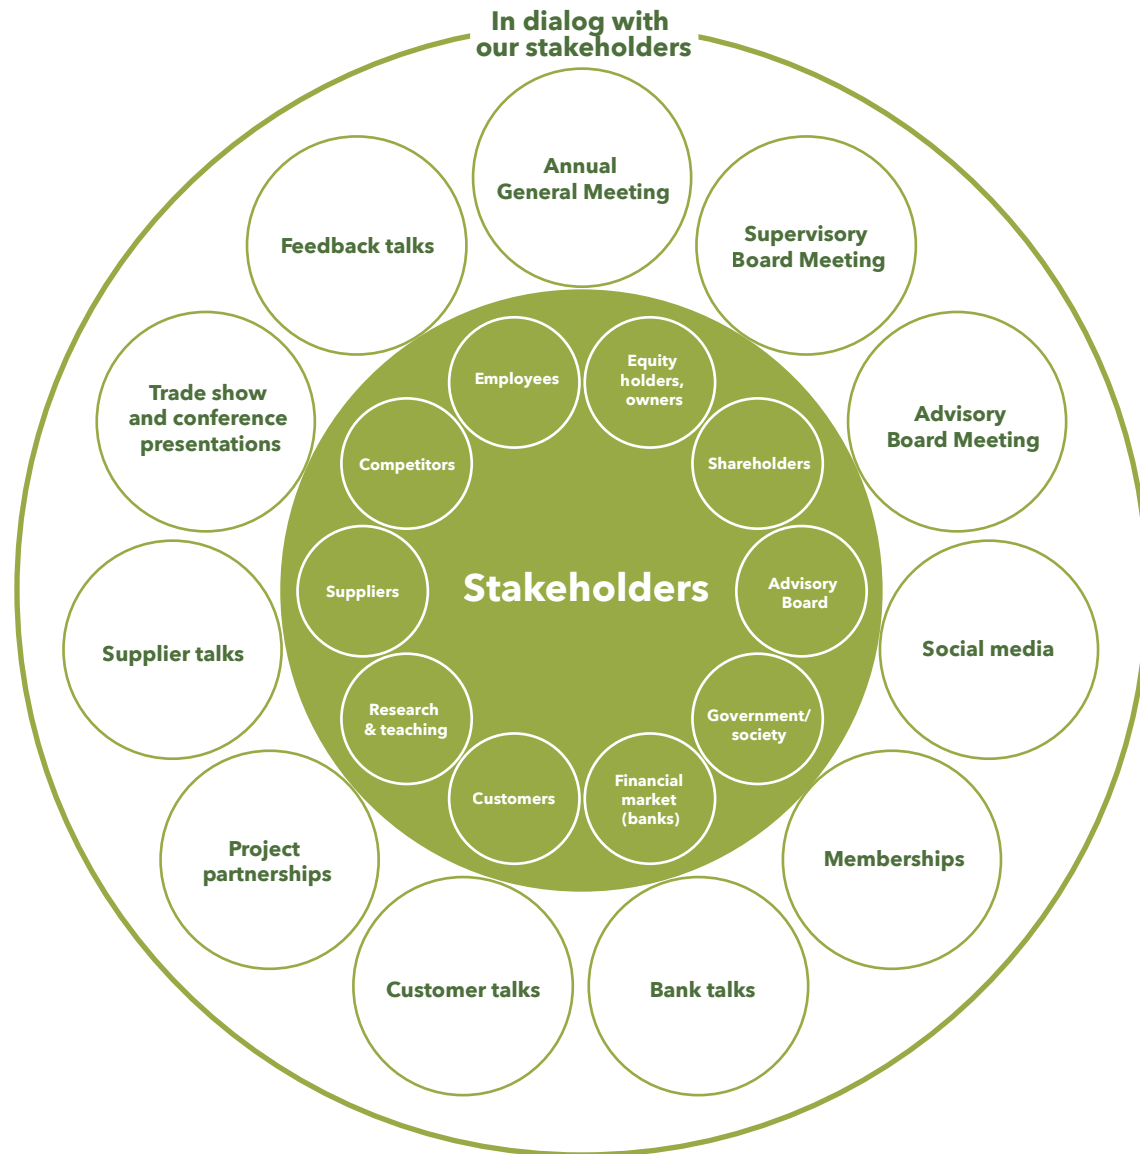 In dialog with
our stakeholders
Annual
General Meeting
Supervisory
Board Meeting
Advisory
Board Meeting
Social media
Memberships
Bank talks
Customer talks
Project
partnerships
Supplier talks
Trade show
and conference
presentations
Feedback talks
Stakeholders
Employees
Equity
holders,
owners
Shareholders
Advisory
Board
Government/
society
Financial
market
(banks)
Customers
Research
& teaching
Suppliers
Competitors